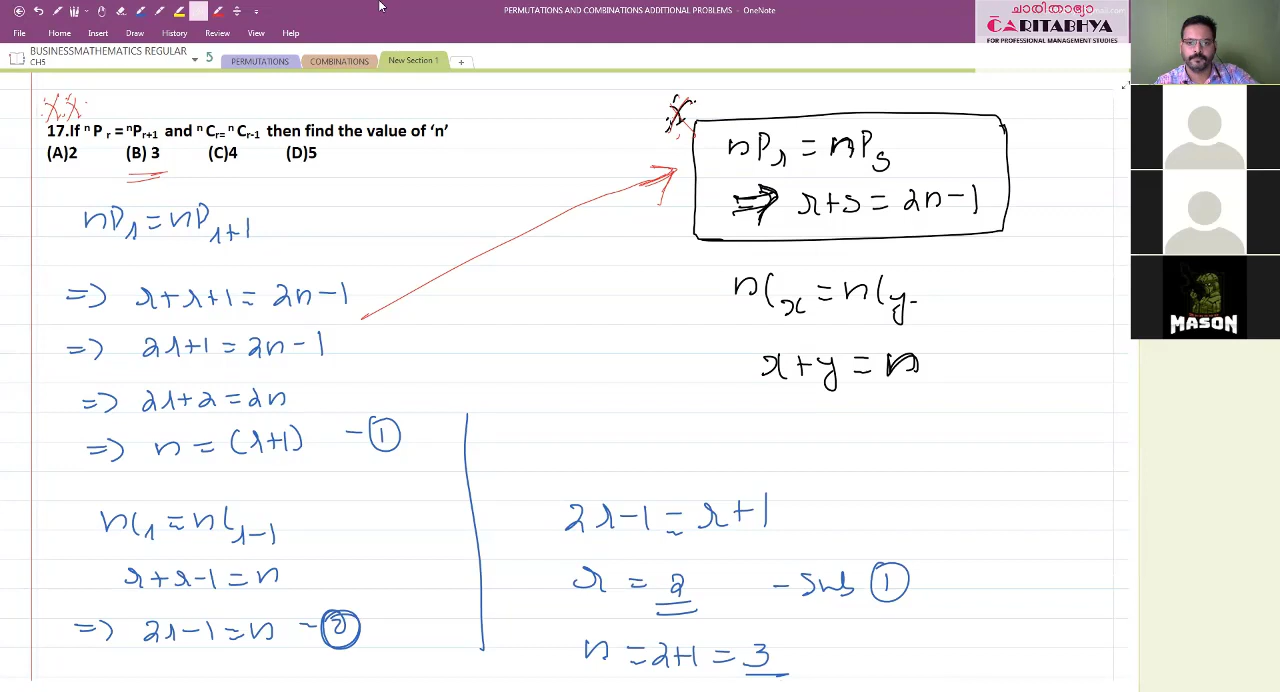 PERMUTATIONS AND COMBINATIONS ADDITIONAL PROBLEMS - OneNote
File Home Insert Draw History Review View Help
ചാരിതാഭ്യാ
CARITABHYA
FOR PROFESSIONAL MANAGEMENT STUDIES
BUSINESSMATHEMATICS REGULAR
CH5
PERMUTATIONS COMBINATIONS New Section 1
17.If ⁿ P r = ⁿPr+1 and ⁿ Cr= ⁿ Cr-1 then find the value of ‘n’
(A)2 (B) 3 (C)4 (D)5
nPr = nPr+1
=> r+r+1 = 2n-1
=> 2r+1 = 2n-1
=> 2r+2 = 2n
=> n = (r+1) - ①
nCr = nCr-1
r+r-1 = n
=> 2r-1 = n - ②
nPr = nPs
=> r+s = 2n-1
nCx = nCy
x+y = n
2r-1 = r+1
r = 2 - sub ①
n = 2+1 = 3
MASON